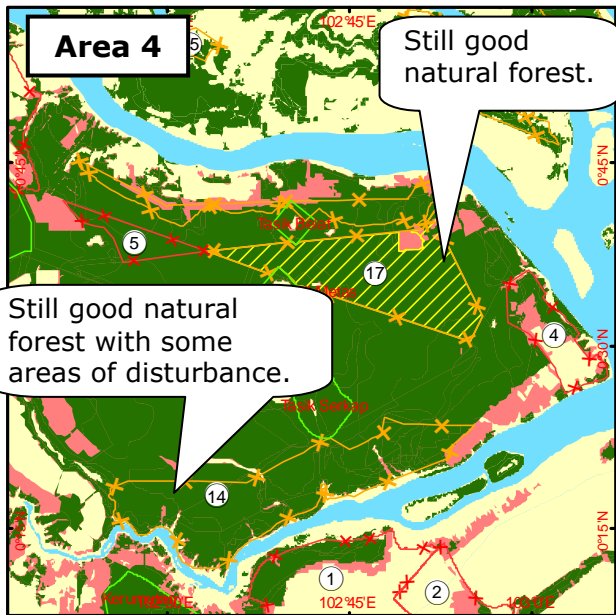 Area 4
5
102°45'E
Still good
natural forest.
0°45'N
0°45'N
Tasik Belat
5
17
Still good natural
forest with some
areas of disturbance.
4
0°30'N
Tasik Serkap
14
0°15'N
0°15'N
1
2
102°45'E